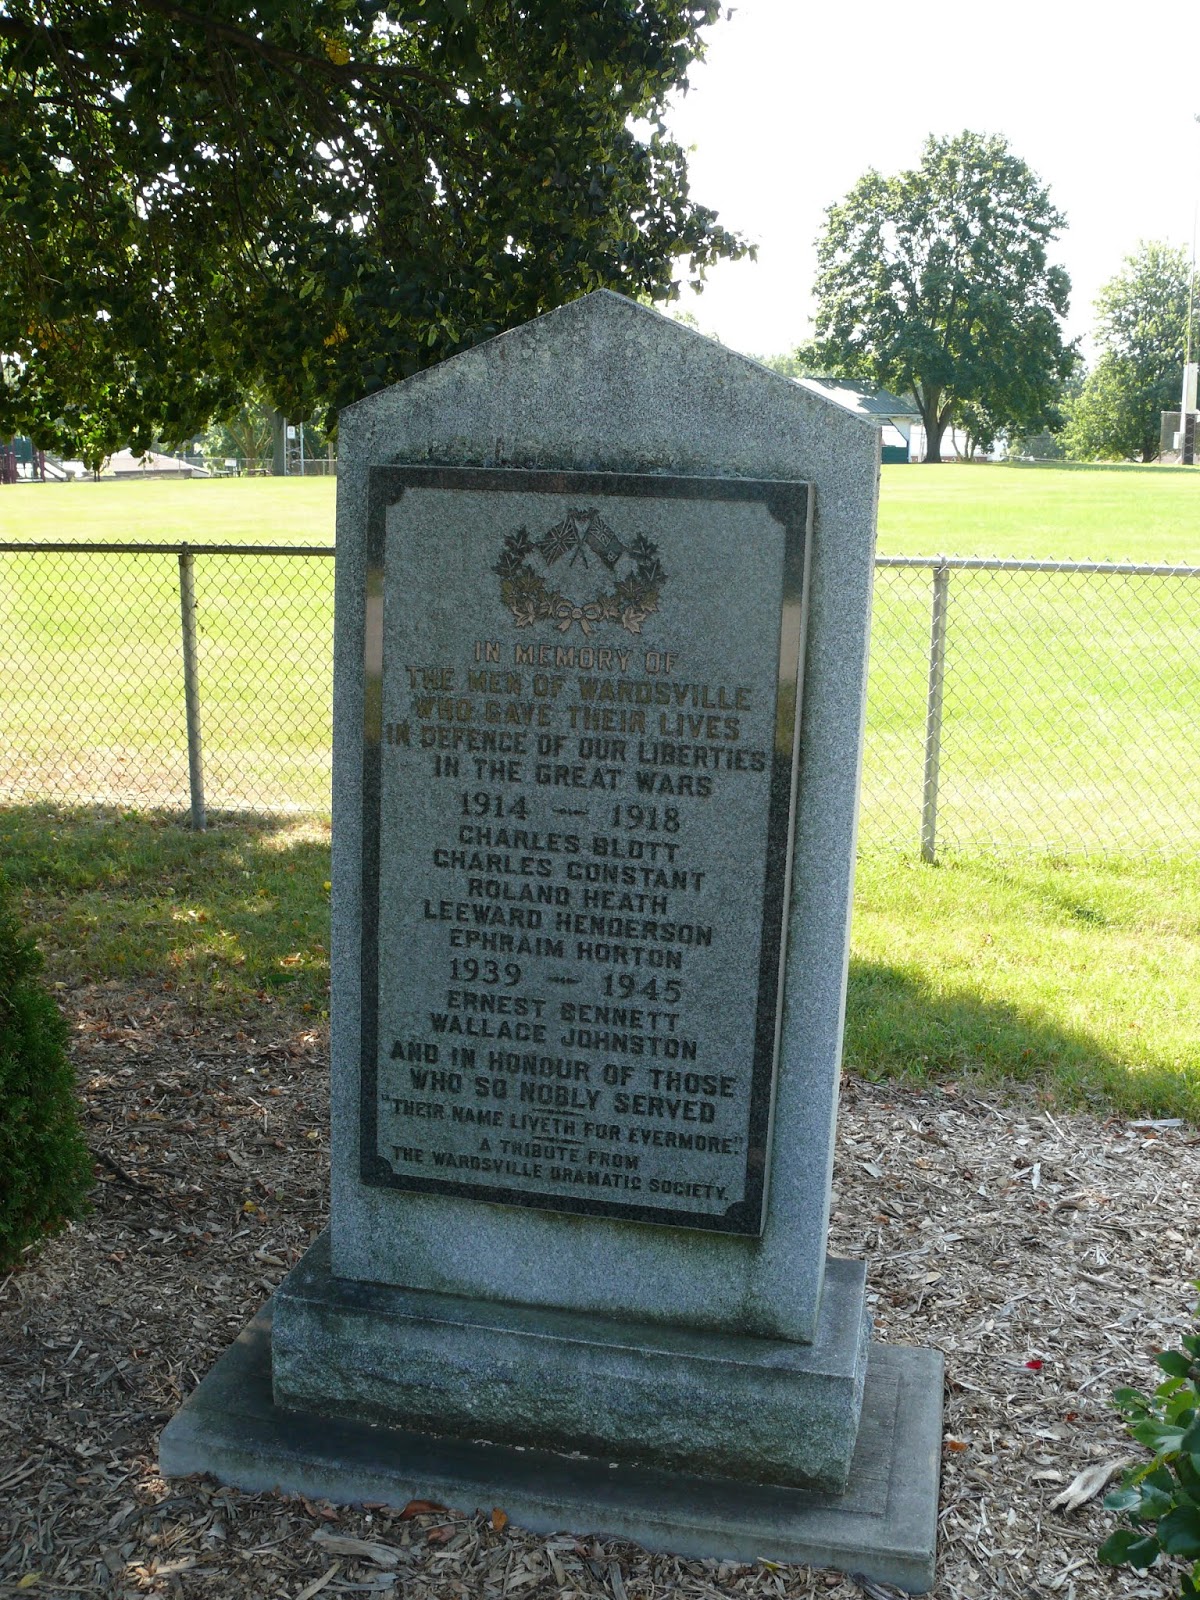 IN MEMORY OF
THE MEN OF WARDSVILLE
WHO GAVE THEIR LIVES
IN DEFENCE OF OUR LIBERTIES
IN THE GREAT WARS
1914 — 1918
CHARLES BLOTT
CHARLES CONSTANT
ROLAND HEATH
LEEWARD HENDERSON
EPHRAIM HORTON
1939 — 1945
ERNEST BENNETT
WALLACE JOHNSTON
AND IN HONOUR OF THOSE
WHO SO NOBLY SERVED
"THEIR NAME LIVETH FOR EVERMORE."
A TRIBUTE FROM
THE WARDSVILLE DRAMATIC SOCIETY.